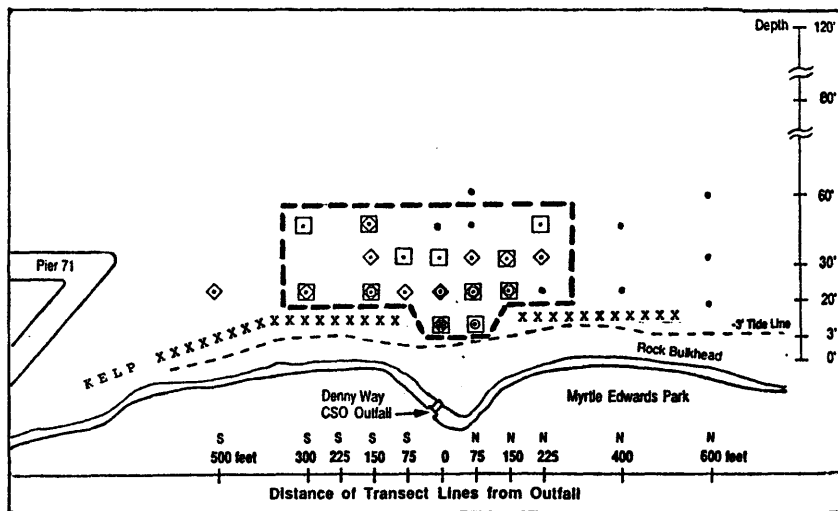 Depth
120'
80'
60'
30'
20'
3'
0'
Pier 71
-3' Tide Line
KELP XXXXXXXXXXXXXXXXXX XXXXXXXXXXX
Rock Bulkhead
Denny Way
CSO Outfall
Myrtle Edwards Park
S S S S S N N N N N
500 feet 300 225 150 75 0 75 150 225 400 600 feet
Distance of Transect Lines from Outfall